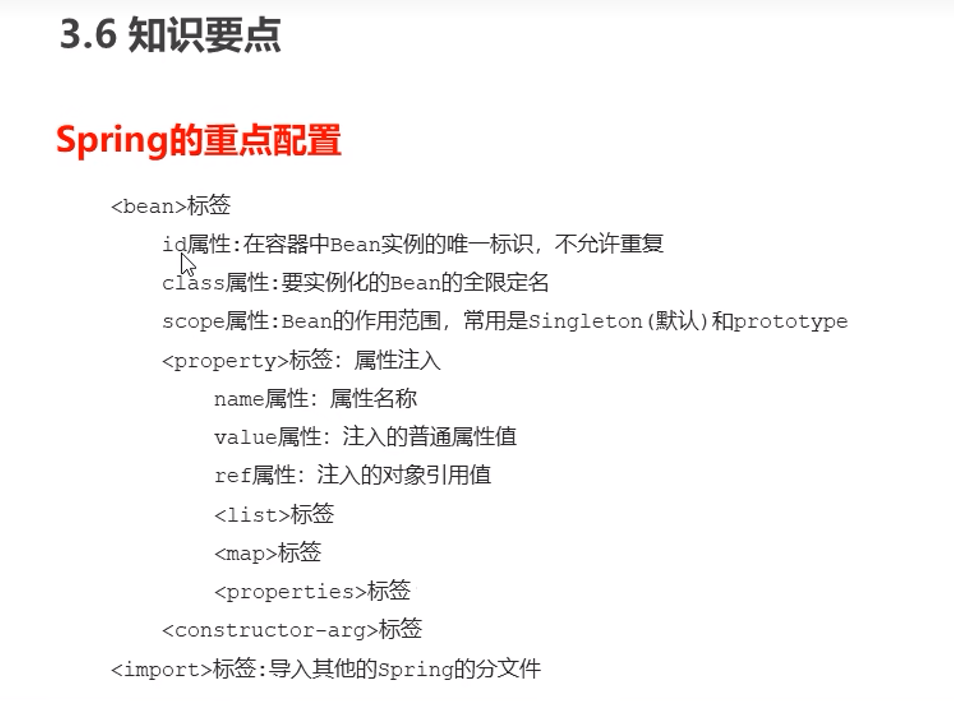 3.6 知识要点
Spring的重点配置
<bean>标签
id属性:在容器中Bean实例的唯一标识，不允许重复
class属性:要实例化的Bean的全限定名
scope属性:Bean的作用范围，常用是Singleton(默认)和prototype
<property>标签：属性注入
name属性：属性名称
value属性：注入的普通属性值
ref属性：注入的对象引用值
<list>标签
<map>标签
<properties>标签
<constructor-arg>标签
<import>标签:导入其他的Spring的分文件